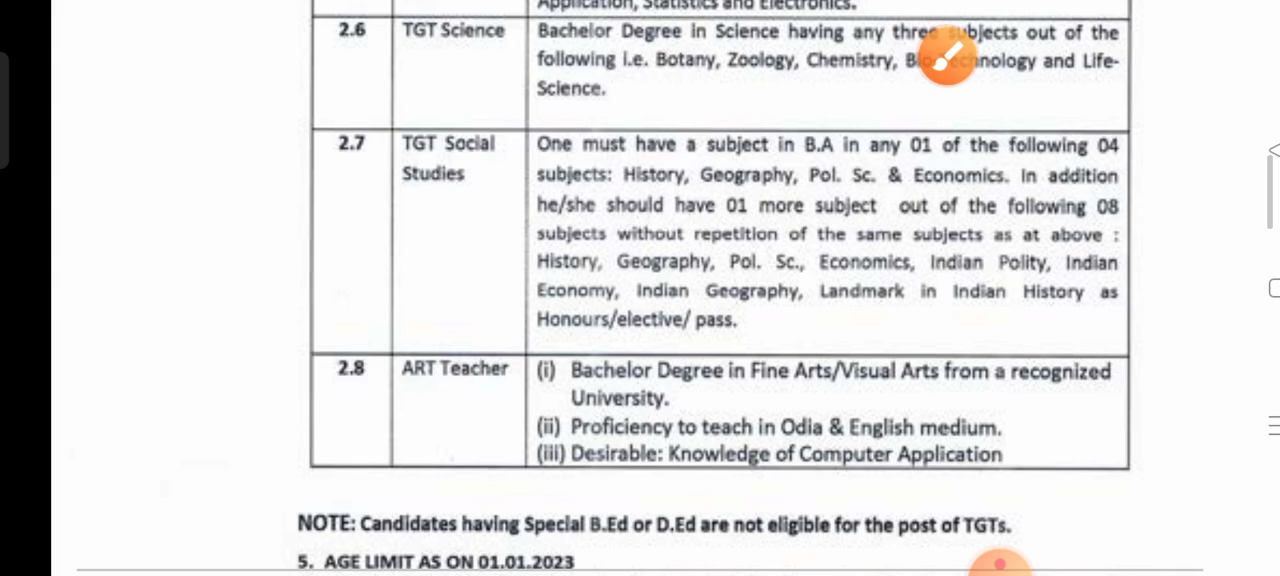 Application, Statistics and Electronics.
2.6 TGT Science Bachelor Degree in Science having any three subjects out of the
following i.e. Botany, Zoology, Chemistry, Bio-Technology and Life-
Science.
2.7 TGT Social One must have a subject in B.A in any 01 of the following 04
Studies subjects: History, Geography, Pol. Sc. & Economics. In addition
he/she should have 01 more subject out of the following 08
subjects without repetition of the same subjects as at above :
History, Geography, Pol. Sc., Economics, Indian Polity, Indian
Economy, Indian Geography, Landmark in Indian History as
Honours/elective/ pass.
2.8 ART Teacher (i) Bachelor Degree in Fine Arts/Visual Arts from a recognized
University.
(ii) Proficiency to teach in Odia & English medium.
(iii) Desirable: Knowledge of Computer Application
NOTE: Candidates having Special B.Ed or D.Ed are not eligible for the post of TGTs.
5. AGE LIMIT AS ON 01.01.2023